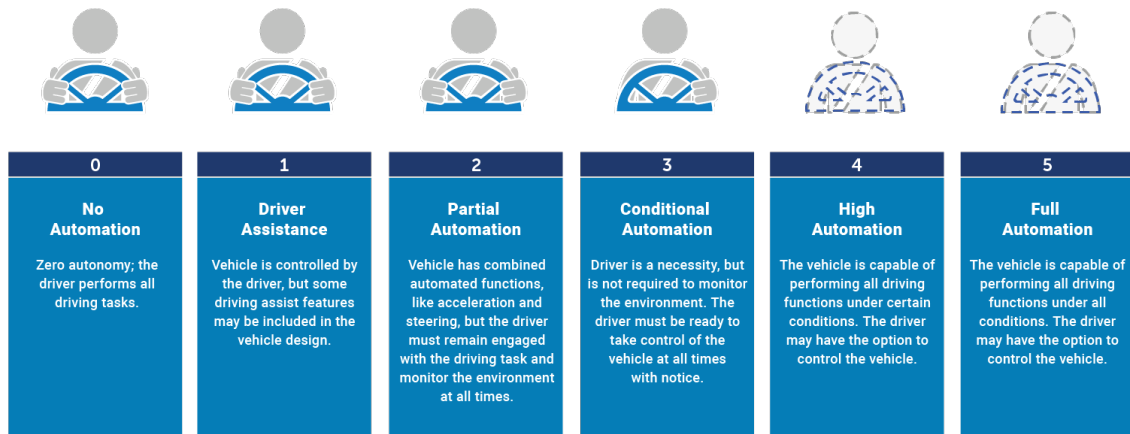 0
No
Automation
Zero autonomy; the
driver performs all
driving tasks.
1
Driver
Assistance
Vehicle is controlled by
the driver, but some
driving assist features
may be included in the
vehicle design.
2
Partial
Automation
Vehicle has combined
automated functions,
like acceleration and
steering, but the driver
must remain engaged
with the driving task and
monitor the environment
at all times.
3
Conditional
Automation
Driver is a necessity, but
is not required to monitor
the environment. The
driver must be ready to
take control of the
vehicle at all times
with notice.
4
High
Automation
The vehicle is capable of
performing all driving
functions under certain
conditions. The driver
may have the option to
control the vehicle.
5
Full
Automation
The vehicle is capable of
performing all driving
functions under all
conditions. The driver
may have the option to
control the vehicle.